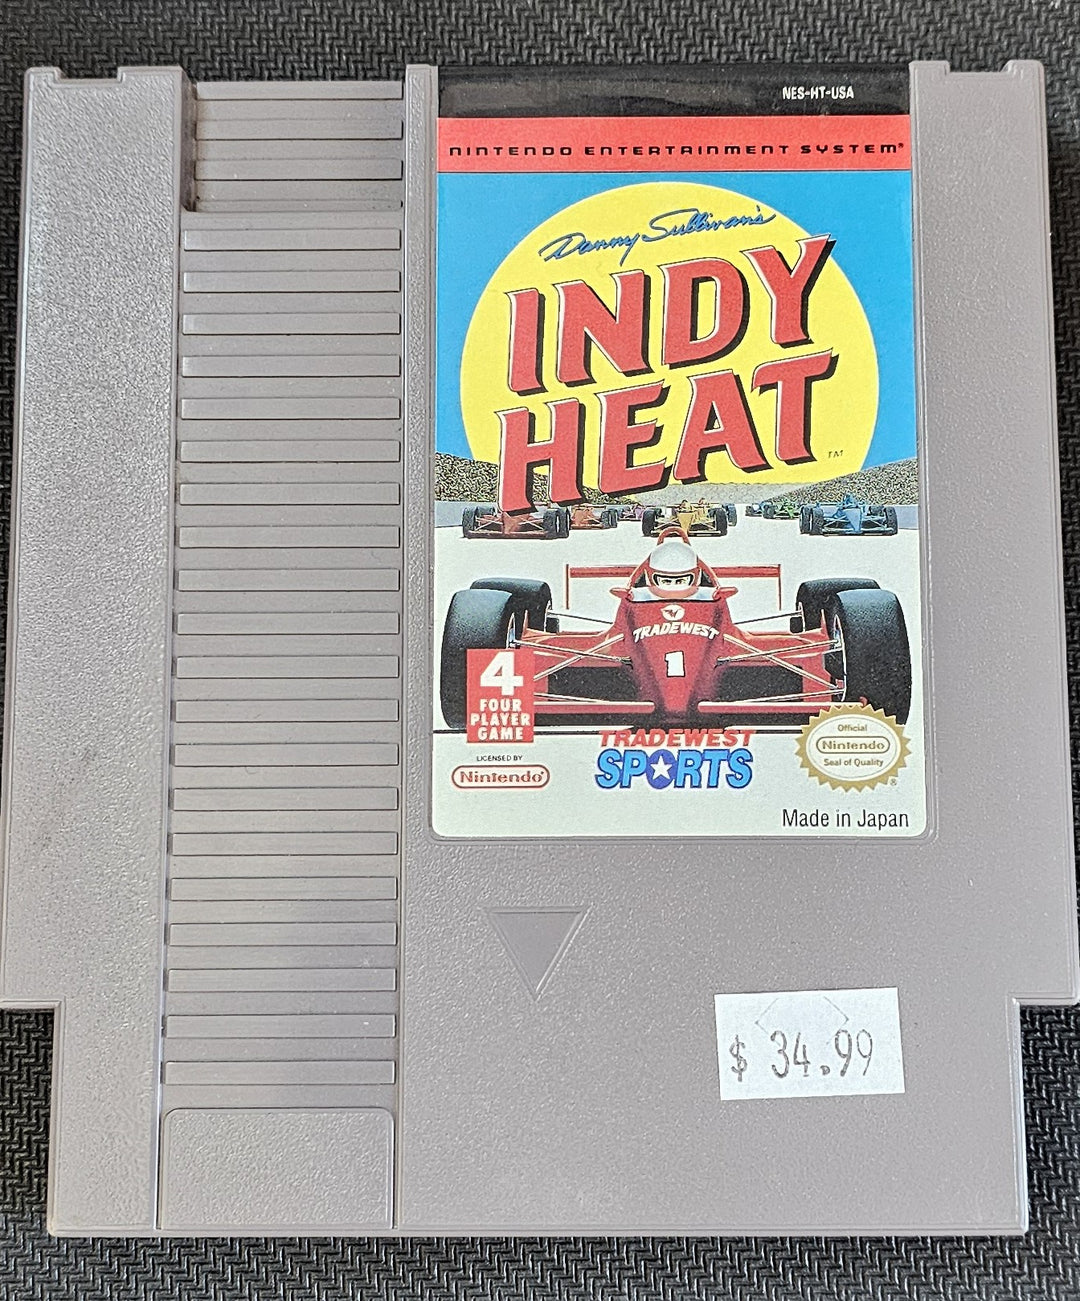 NES-HT-USA
NINTENDO ENTERTAINMENT SYSTEM®
Danny Sullivan's
INDY
HEAT
TM
TRADEWEST
1
4
FOUR
PLAYER
GAME
LICENSED BY
Nintendo®
TRADEWEST
SPORTS
Official
Nintendo
Seal of Quality
®
Made in Japan
$ 34.99